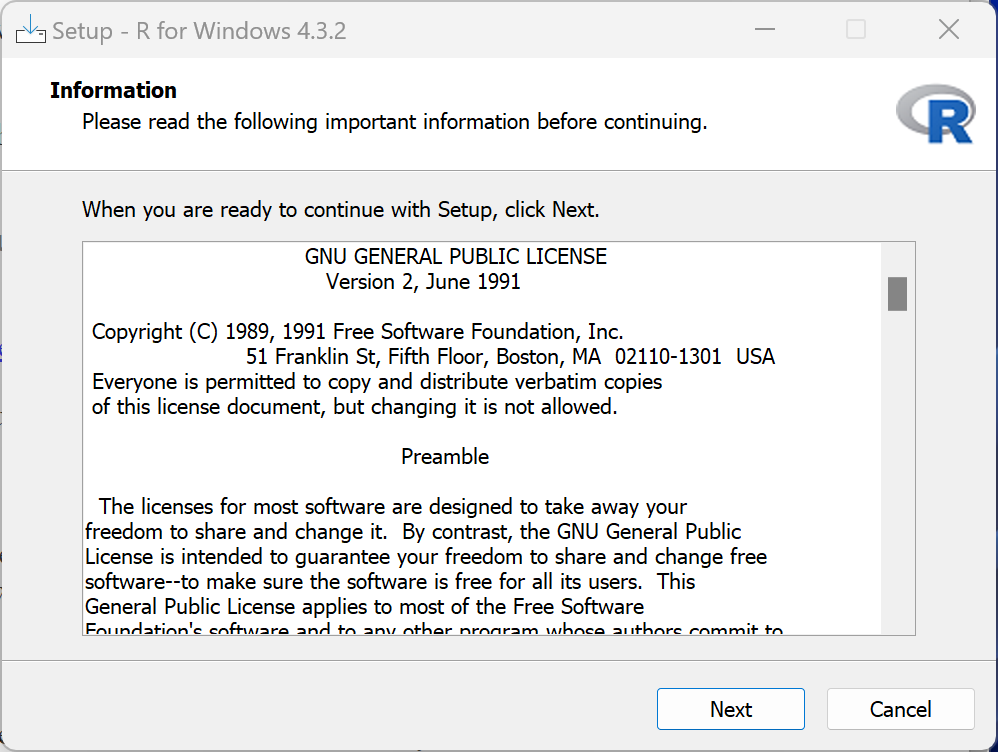 Setup - R for Windows 4.3.2
Information
Please read the following important information before continuing.
R
When you are ready to continue with Setup, click Next.
GNU GENERAL PUBLIC LICENSE
Version 2, June 1991
Copyright (C) 1989, 1991 Free Software Foundation, Inc.
51 Franklin St, Fifth Floor, Boston, MA  02110-1301  USA
Everyone is permitted to copy and distribute verbatim copies
of this license document, but changing it is not allowed.
Preamble
The licenses for most software are designed to take away your
freedom to share and change it.  By contrast, the GNU General Public
License is intended to guarantee your freedom to share and change free
software--to make sure the software is free for all its users.  This
General Public License applies to most of the Free Software
Foundation's software and to any other program whose authors commit to
Next
Cancel